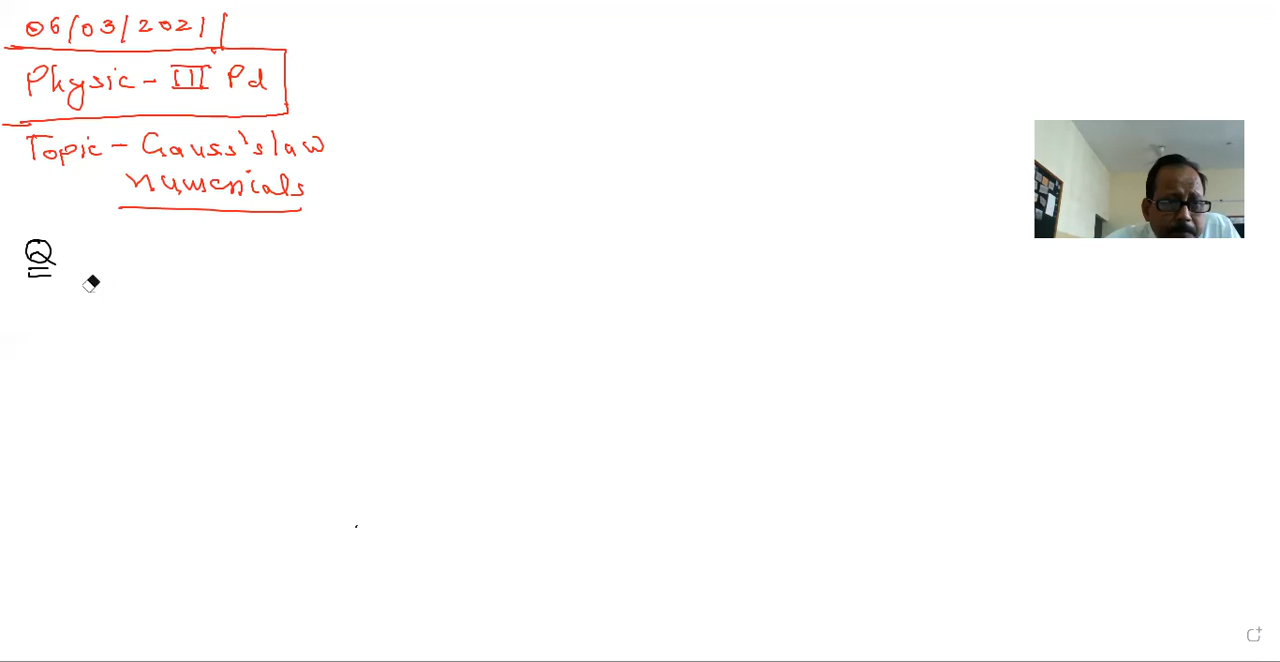 06/03/2021
Physic - III Pd
Topic - Gauss's law
Numericals
Q